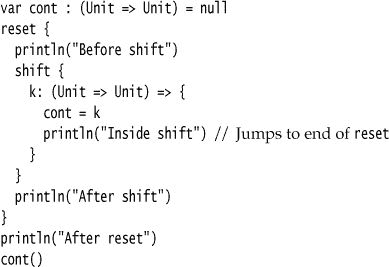 var cont : (Unit => Unit) = null
reset {
  println("Before shift")
  shift {
    k: (Unit => Unit) => {
      cont = k
      println("Inside shift") // Jumps to end of reset
    }
  }
  println("After shift")
}
println("After reset")
cont()